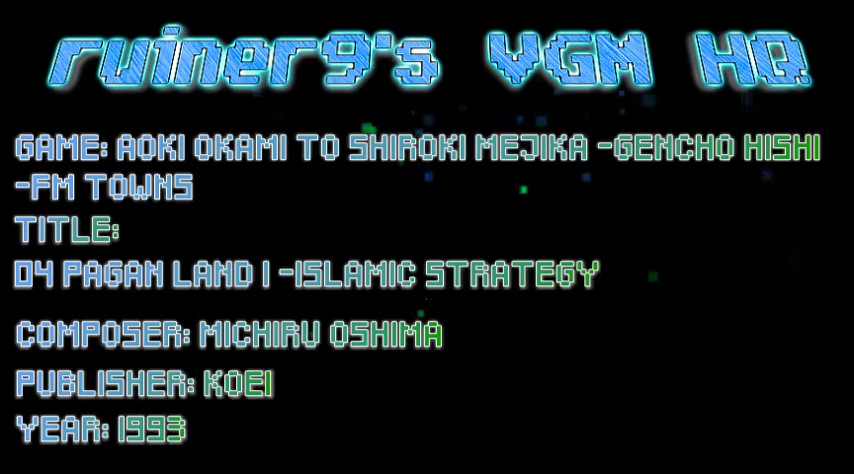 ruiner9's VGM HQ
GAME: AOKI OKAMI TO SHIROKI MEJIKA -GENCHO HISHI
-FM TOWNS
TITLE:
04 PAGAN LAND I -ISLAMIC STRATEGY
COMPOSER: MICHIRU OSHIMA
PUBLISHER: KOEI
YEAR: 1993